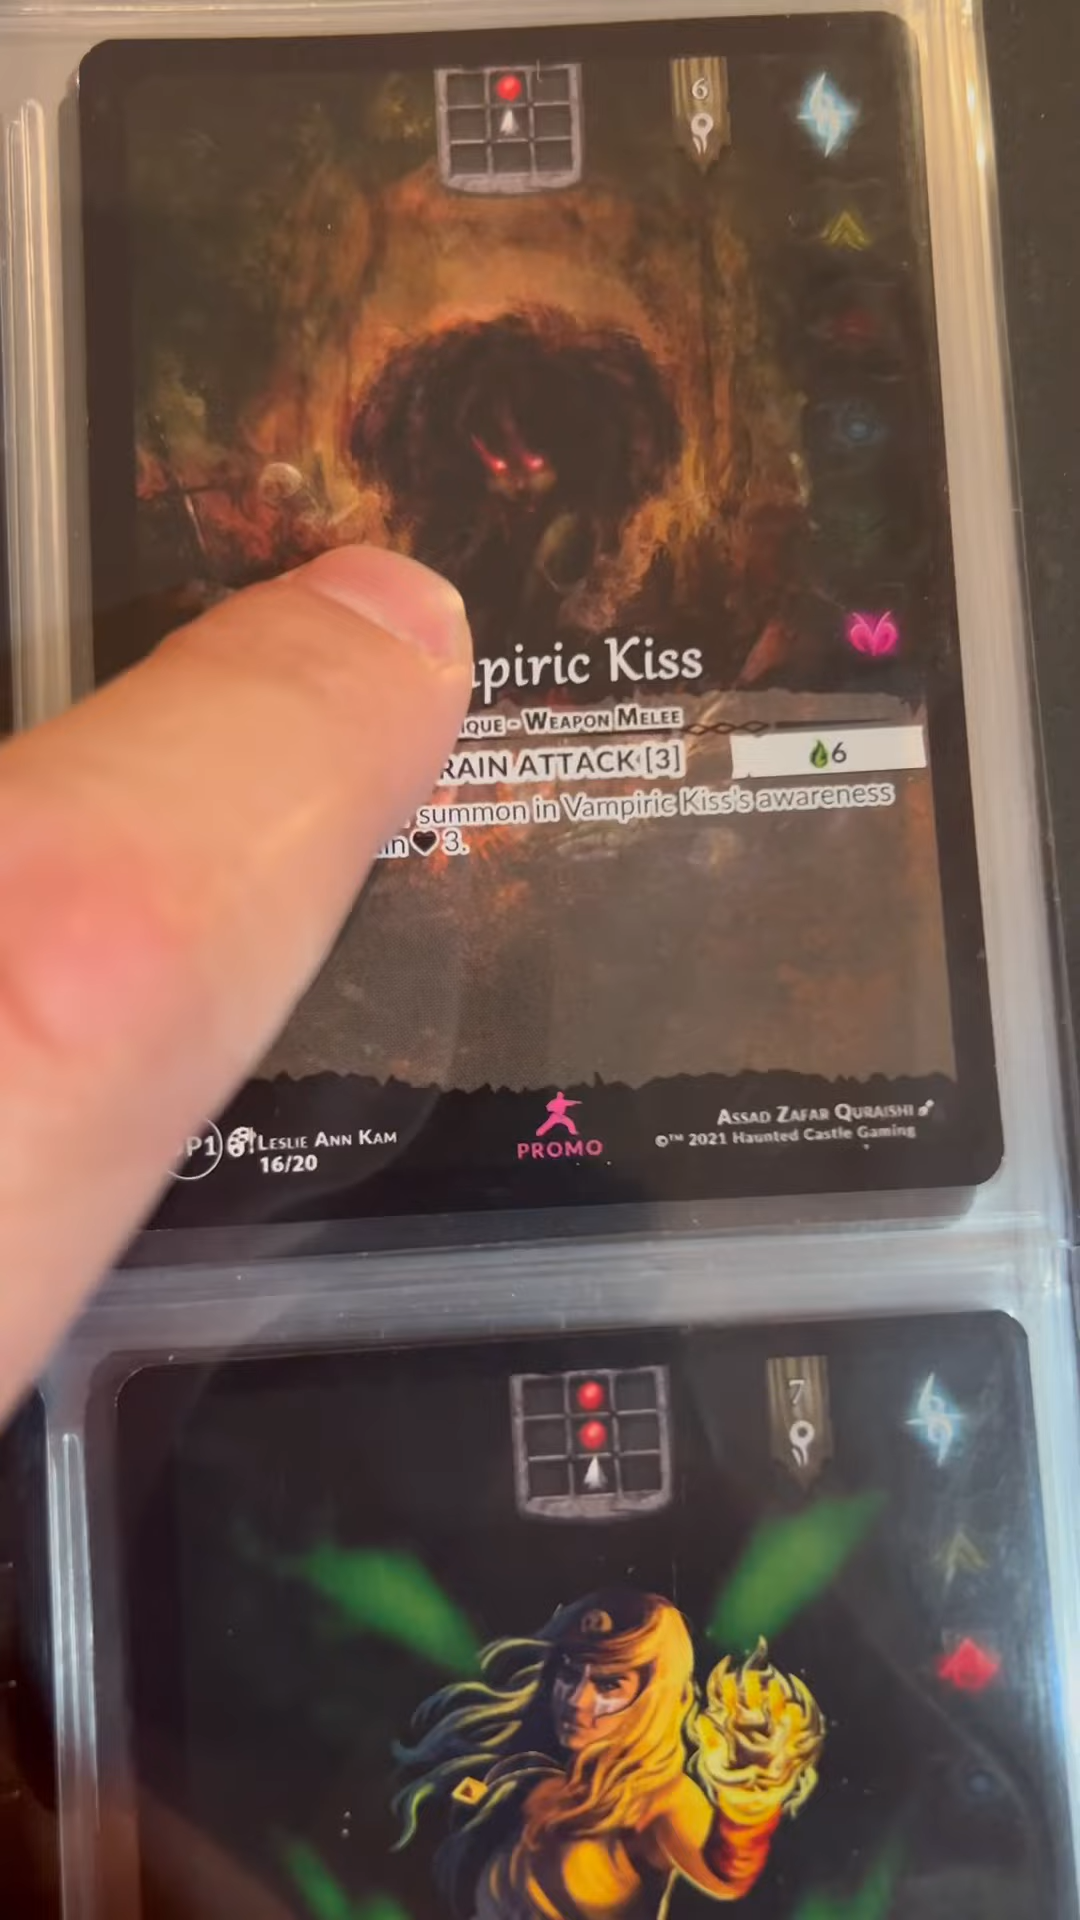 6
piric Kiss
ique - Weapon Melee
RAIN ATTACK [3]
6
summon in Vampiric Kiss's awareness
in 3.
P1 Leslie Ann Kam
16/20
PROMO
Assad Zafar Quraishi
©™ 2021 Haunted Castle Gaming
7